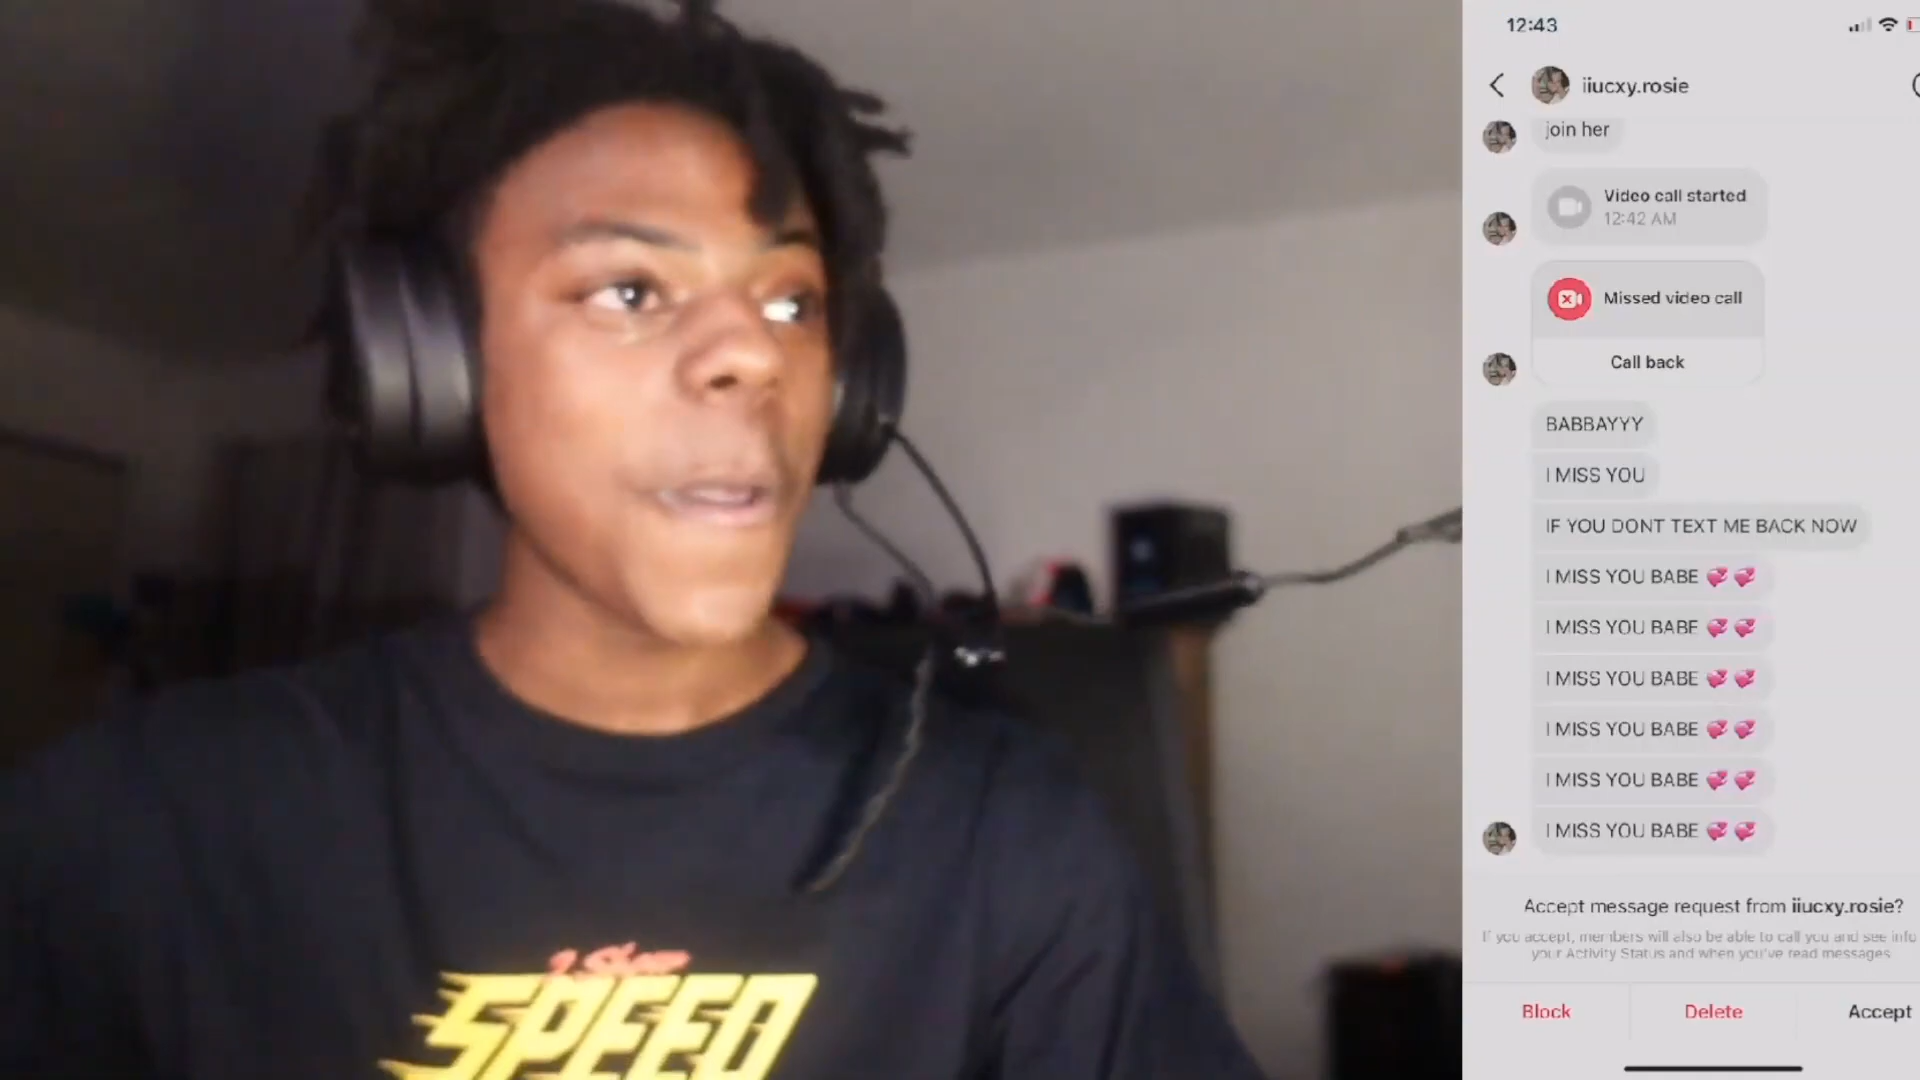 12:43
iiucxy.rosie
join her
Video call started
12:42 AM
Missed video call
Call back
BABBAYYY
I MISS YOU
IF YOU DONT TEXT ME BACK NOW
I MISS YOU BABE 💞 💞
I MISS YOU BABE 💞 💞
I MISS YOU BABE 💞 💞
I MISS YOU BABE 💞 💞
I MISS YOU BABE 💞 💞
I MISS YOU BABE 💞 💞
Accept message request from iiucxy.rosie?
If you accept, members will also be able to call you and see info
your Activity Status and when you've read messages
Block
Delete
Accept
SPEED